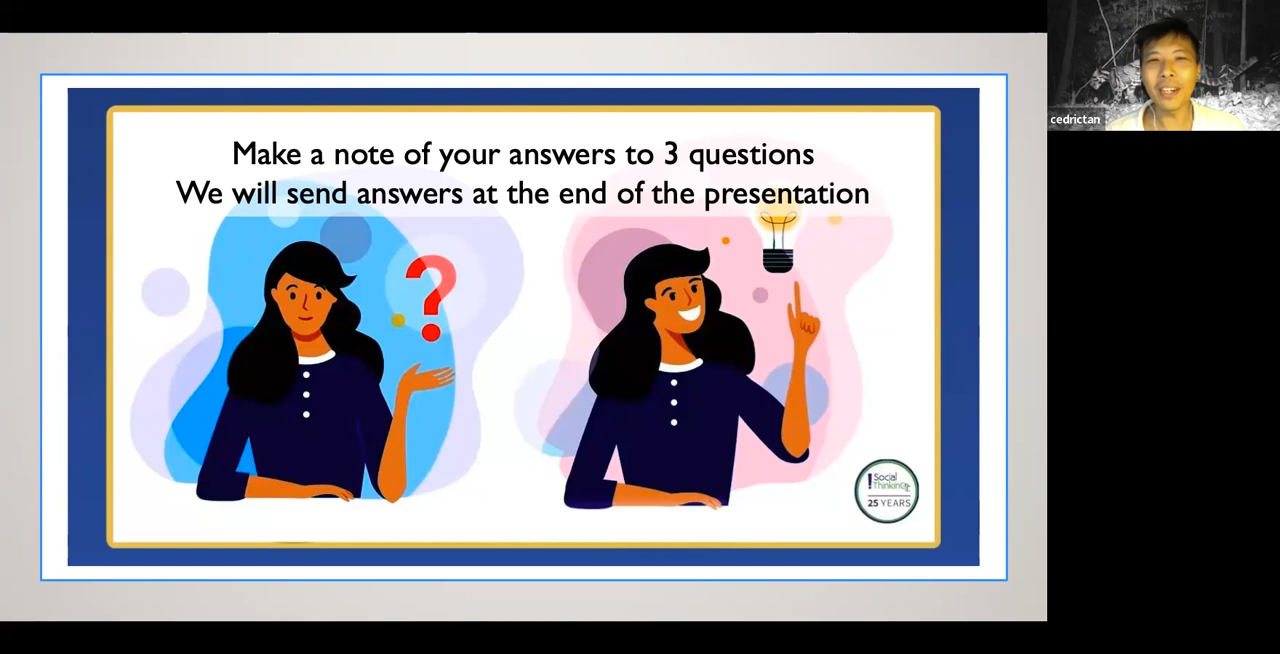 Make a note of your answers to 3 questions
We will send answers at the end of the presentation
cedrictan
?
Social
Thinking
25 YEARS